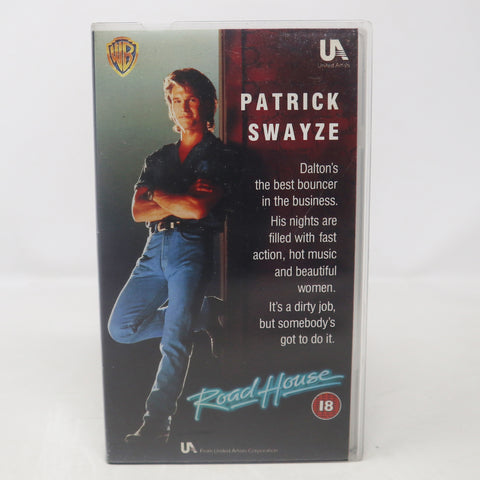 WB
UA
United Artists
PATRICK
SWAYZE
Dalton's
the best bouncer
in the business.
His nights are
filled with fast
action, hot music
and beautiful
women.
It's a dirty job,
but somebody's
got to do it.
Road House
18
UA From United Artists Corporation